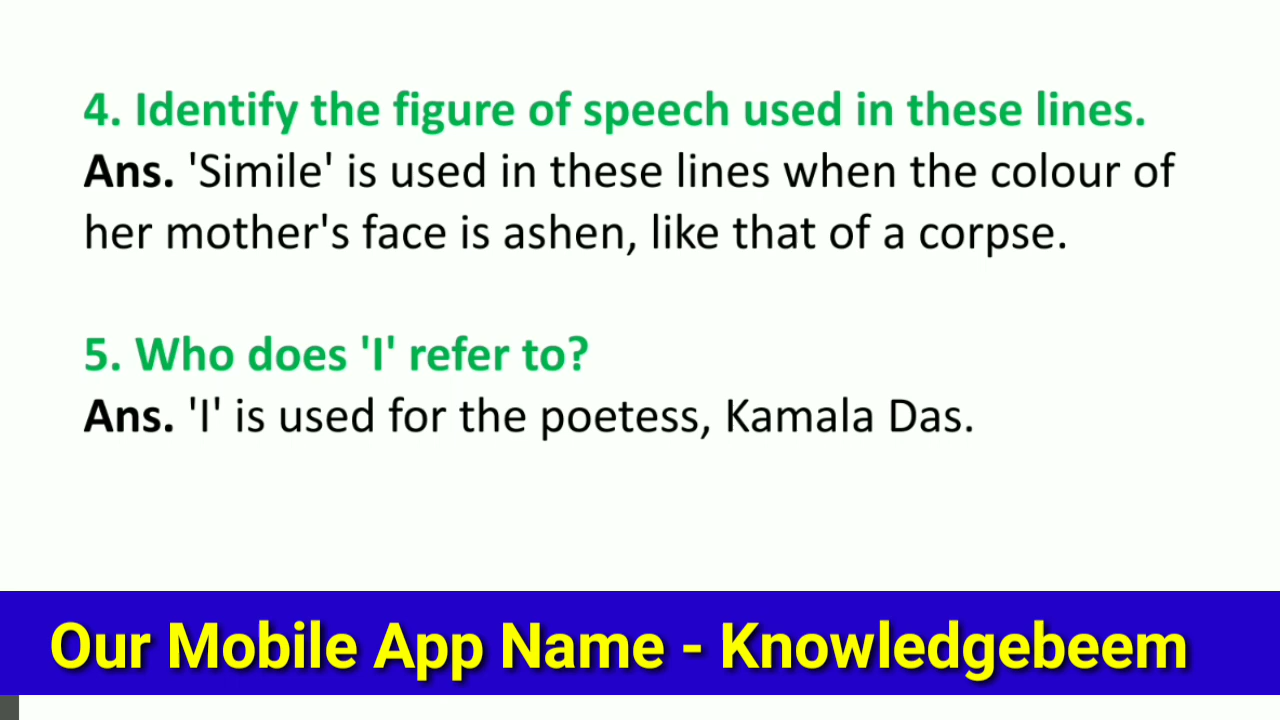 4. Identify the figure of speech used in these lines.
Ans. 'Simile' is used in these lines when the colour of
her mother's face is ashen, like that of a corpse.
5. Who does 'I' refer to?
Ans. 'I' is used for the poetess, Kamala Das.
Our Mobile App Name - Knowledgebeem